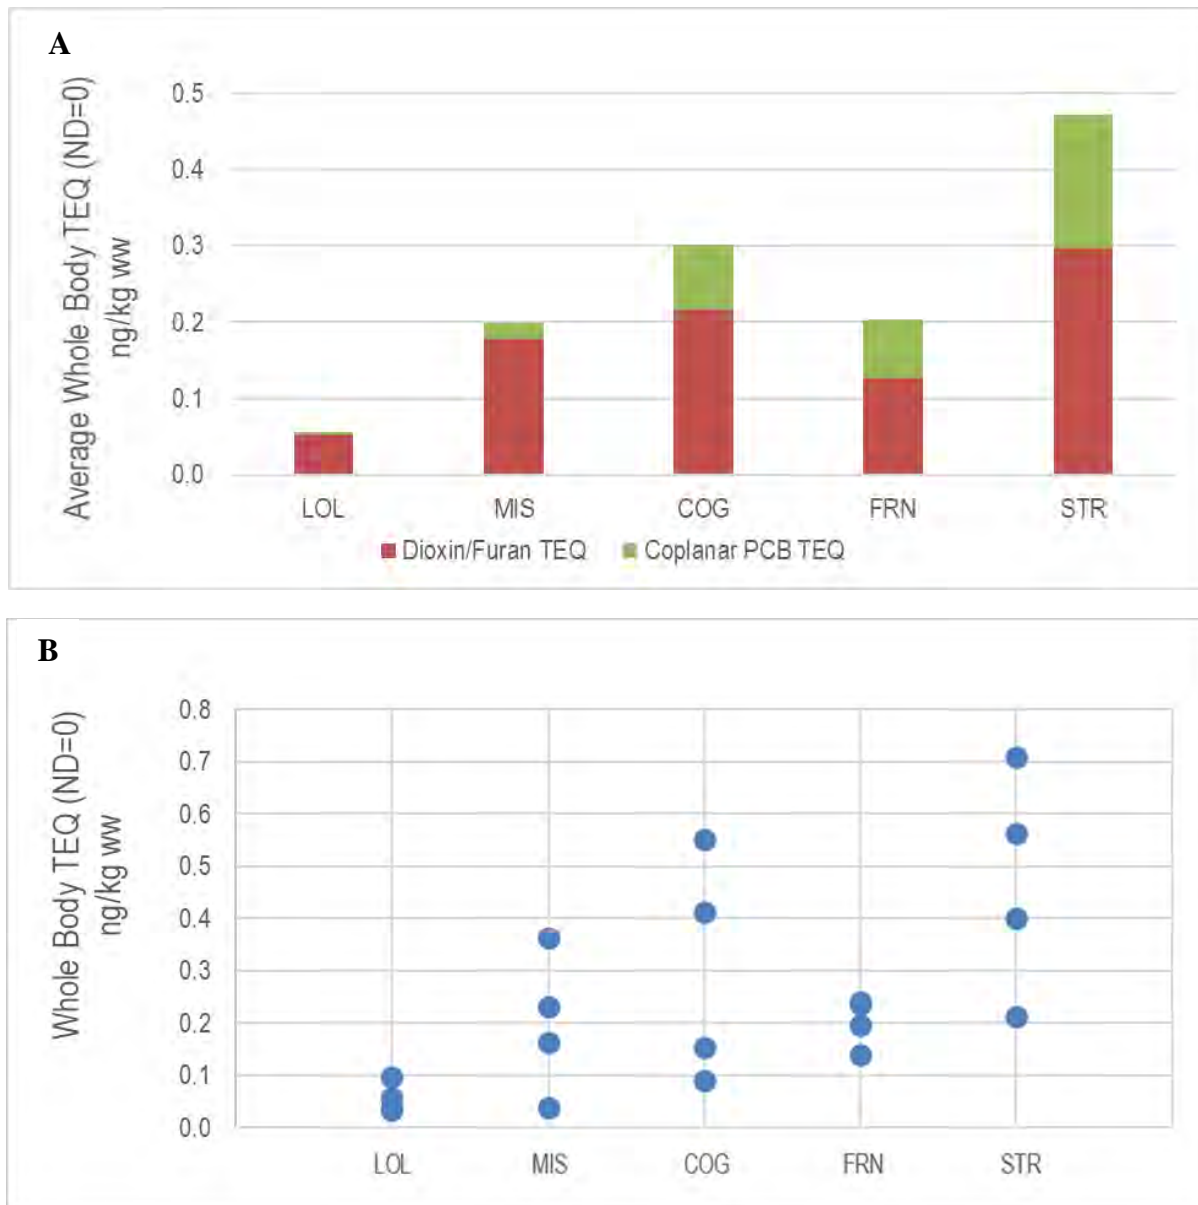 A
Average Whole Body TEQ (ND=0)
ng/kg ww
0.5
0.4
0.3
0.2
0.1
0.0
LOL MIS COG FRN STR
Dioxin/Furan TEQ Coplanar PCB TEQ
B
Whole Body TEQ (ND=0)
ng/kg ww
0.8
0.7
0.6
0.5
0.4
0.3
0.2
0.1
0.0
LOL MIS COG FRN STR